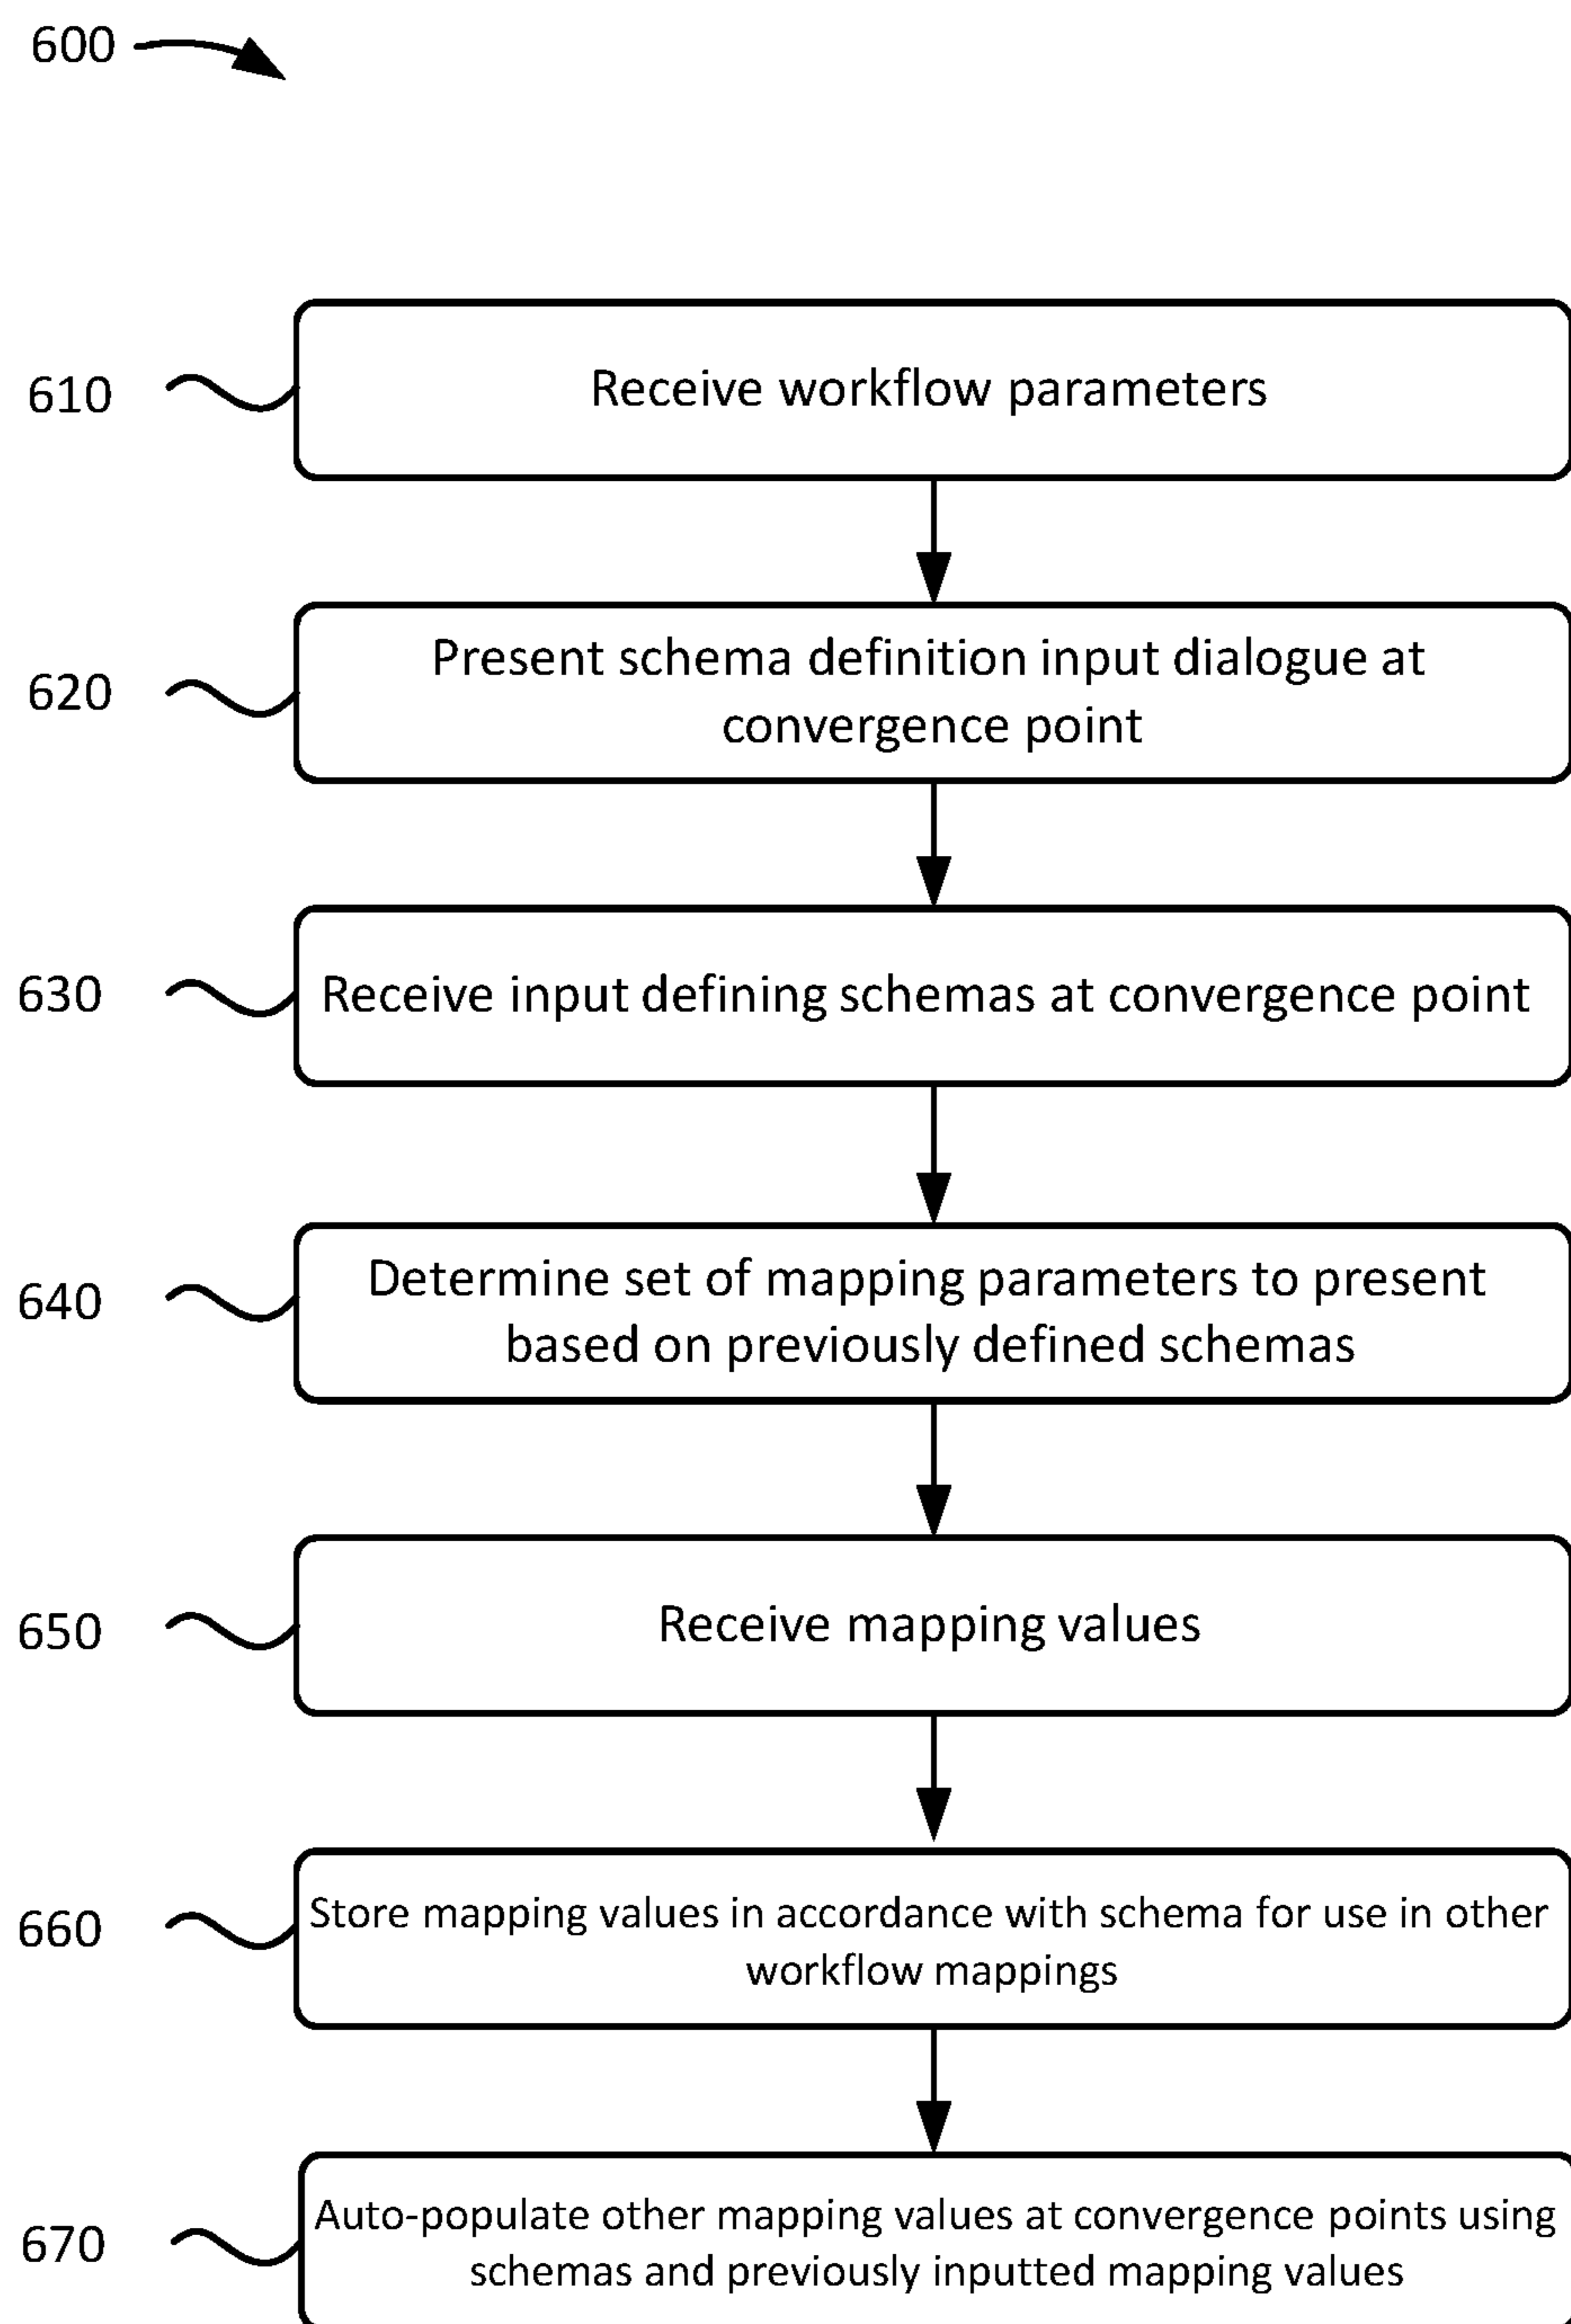 600
610
Receive workflow parameters
620
Present schema definition input dialogue at
convergence point
630
Receive input defining schemas at convergence point
640
Determine set of mapping parameters to present
based on previously defined schemas
650
Receive mapping values
660
Store mapping values in accordance with schema for use in other
workflow mappings
670
Auto-populate other mapping values at convergence points using
schemas and previously inputted mapping values